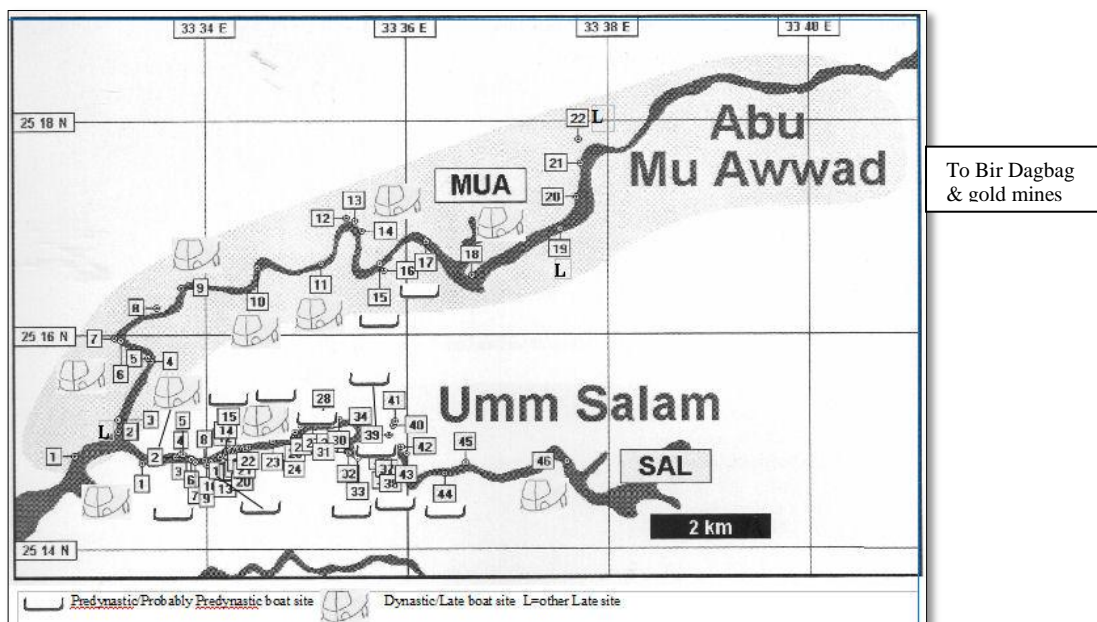 33 34 E
33 36 E
33 38 E
33 40 E
25 18 N
22 L
Abu
Mu Awwad
21
To Bir Dagbag
& gold mines
MUA
20
12
13
14
18
19
L
17
16
15
11
10
9
8
7
6
5
4
25 16 N
3
2
L
1
Umm Salam
SAL
28
34
41
40
39
42
45
46
15
14
5
4
8
2
22
23
24
30
31
32
33
43
44
1
3
6
7
9
13
20
38
2 km
25 14 N
Predynastic/Probably Predynastic boat site
Dynastic/Late boat site L=other Late site